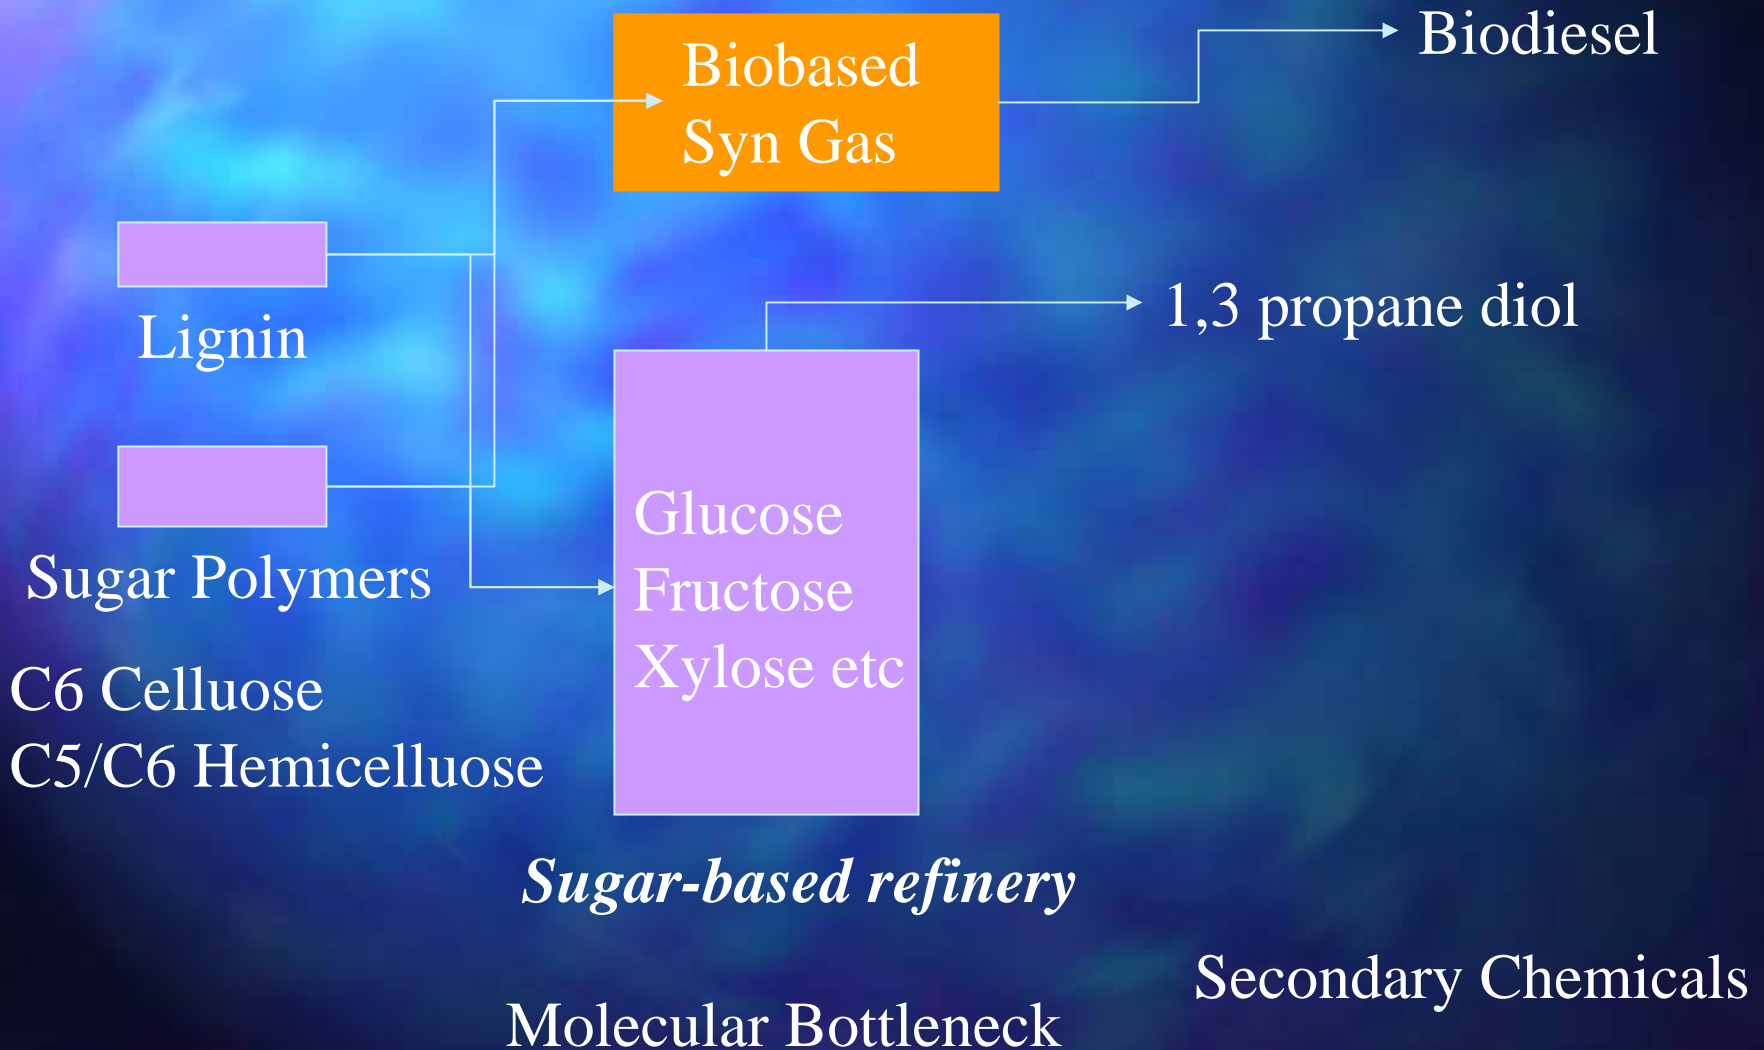 Biobased
Syn Gas
Biodiesel
Lignin
1,3 propane diol
Sugar Polymers
C6 Celluose
C5/C6 Hemicelluose
Glucose
Fructose
Xylose etc
Sugar-based refinery
Secondary Chemicals
Molecular Bottleneck